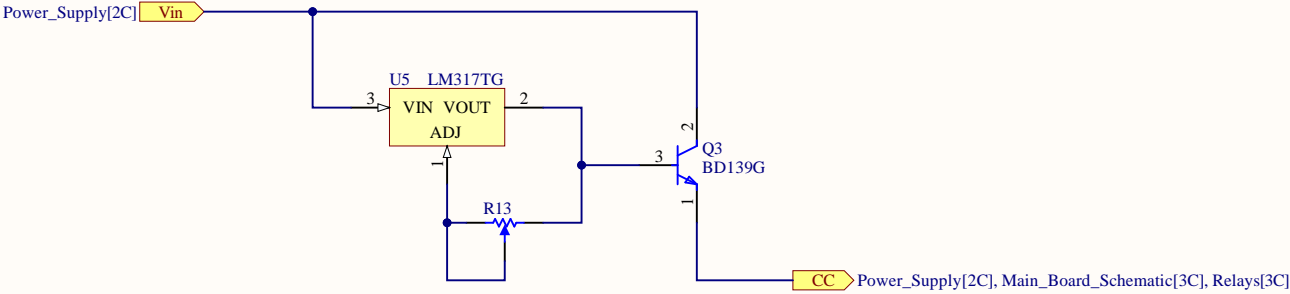 Power_Supply[2C] Vin
U5 LM317TG
3 VIN VOUT 2
ADJ
1
2
Q3
3 BD139G
1
R13
CC Power_Supply[2C], Main_Board_Schematic[3C], Relays[3C]